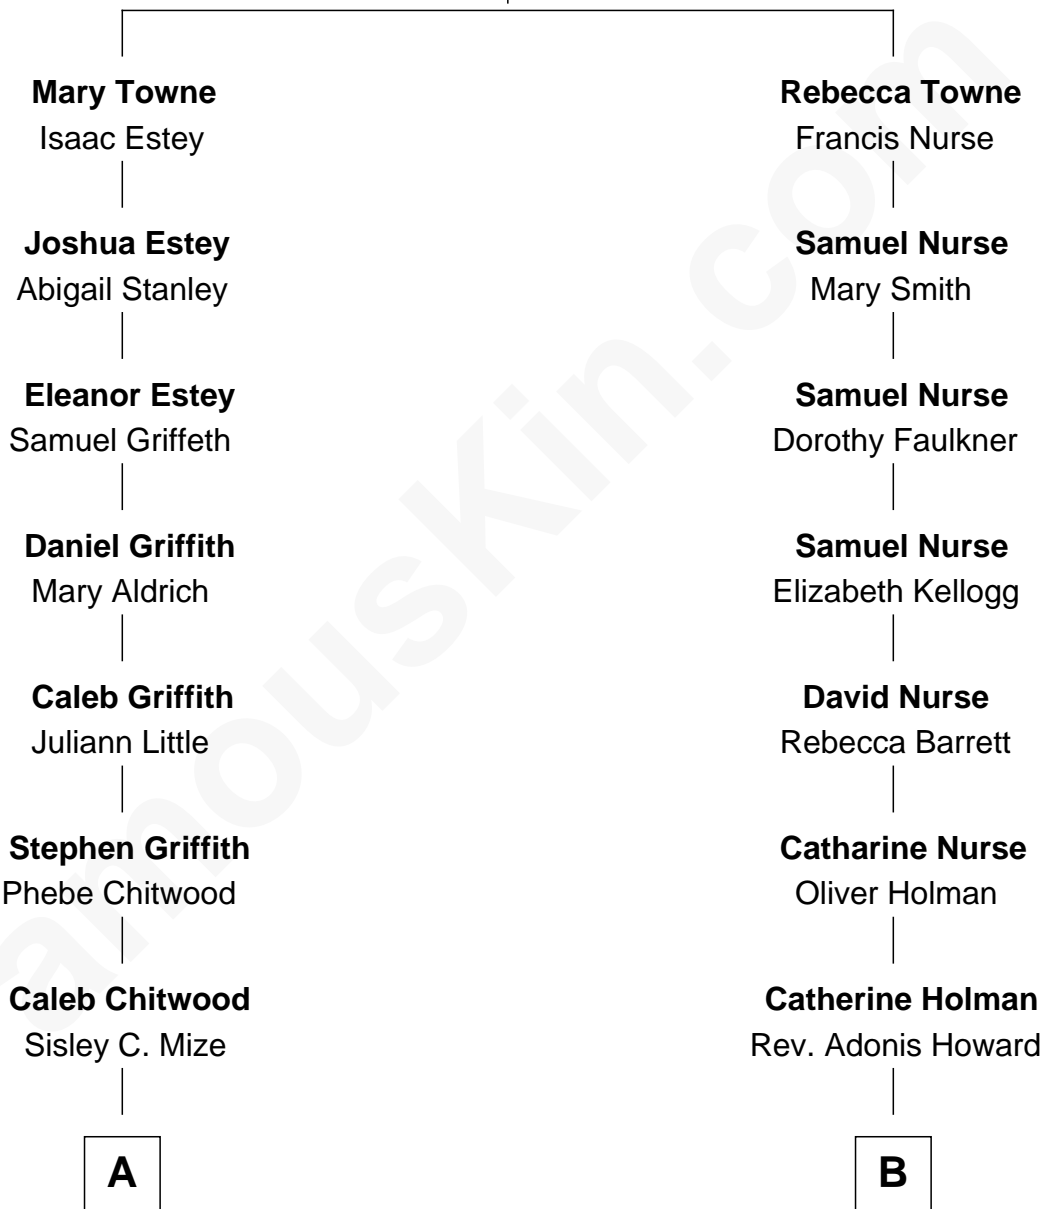 Mary Towne
Isaac Estey
Joshua Estey
Abigail Stanley
Eleanor Estey
Samuel Griffeth
Daniel Griffith
Mary Aldrich
Caleb Griffith
Juliann Little
Stephen Griffith
Phebe Chitwood
Caleb Chitwood
Sisley C. Mize
A
Rebecca Towne
Francis Nurse
Samuel Nurse
Mary Smith
Samuel Nurse
Dorothy Faulkner
Samuel Nurse
Elizabeth Kellogg
David Nurse
Rebecca Barrett
Catharine Nurse
Oliver Holman
Catherine Holman
Rev. Adonis Howard
B
amouskin.com